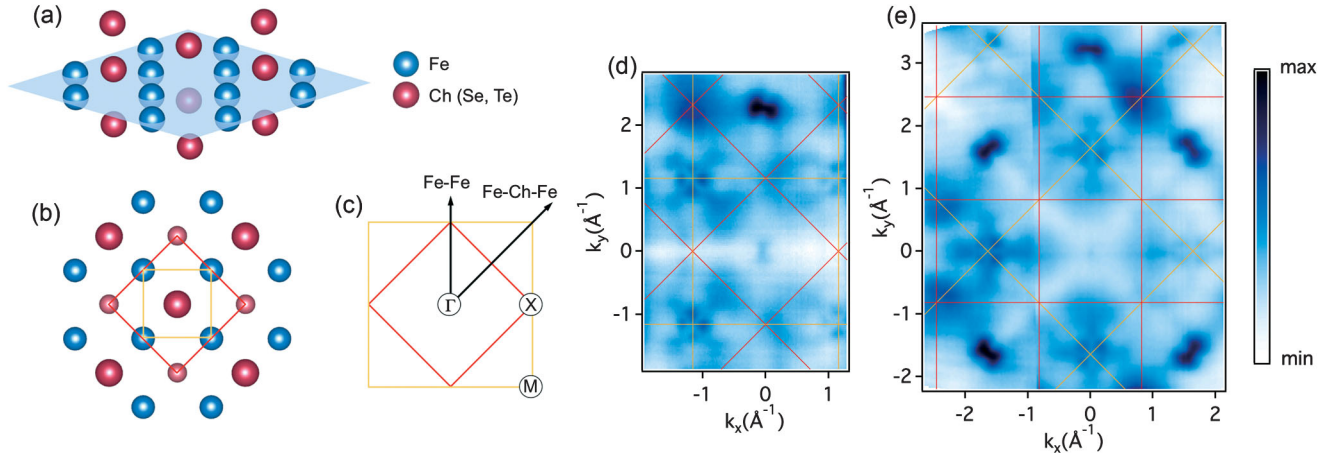 (a)
Fe
Ch (Se, Te)
(b)
(c)
Fe-Fe
Fe-Ch-Fe
Γ
X
M
(d)
2
1
0
-1
k_y(Å⁻¹)
-1
0
1
k_x(Å⁻¹)
(e)
3
2
1
0
-1
-2
k_y(Å⁻¹)
-2
-1
0
1
2
k_x(Å⁻¹)
max
min